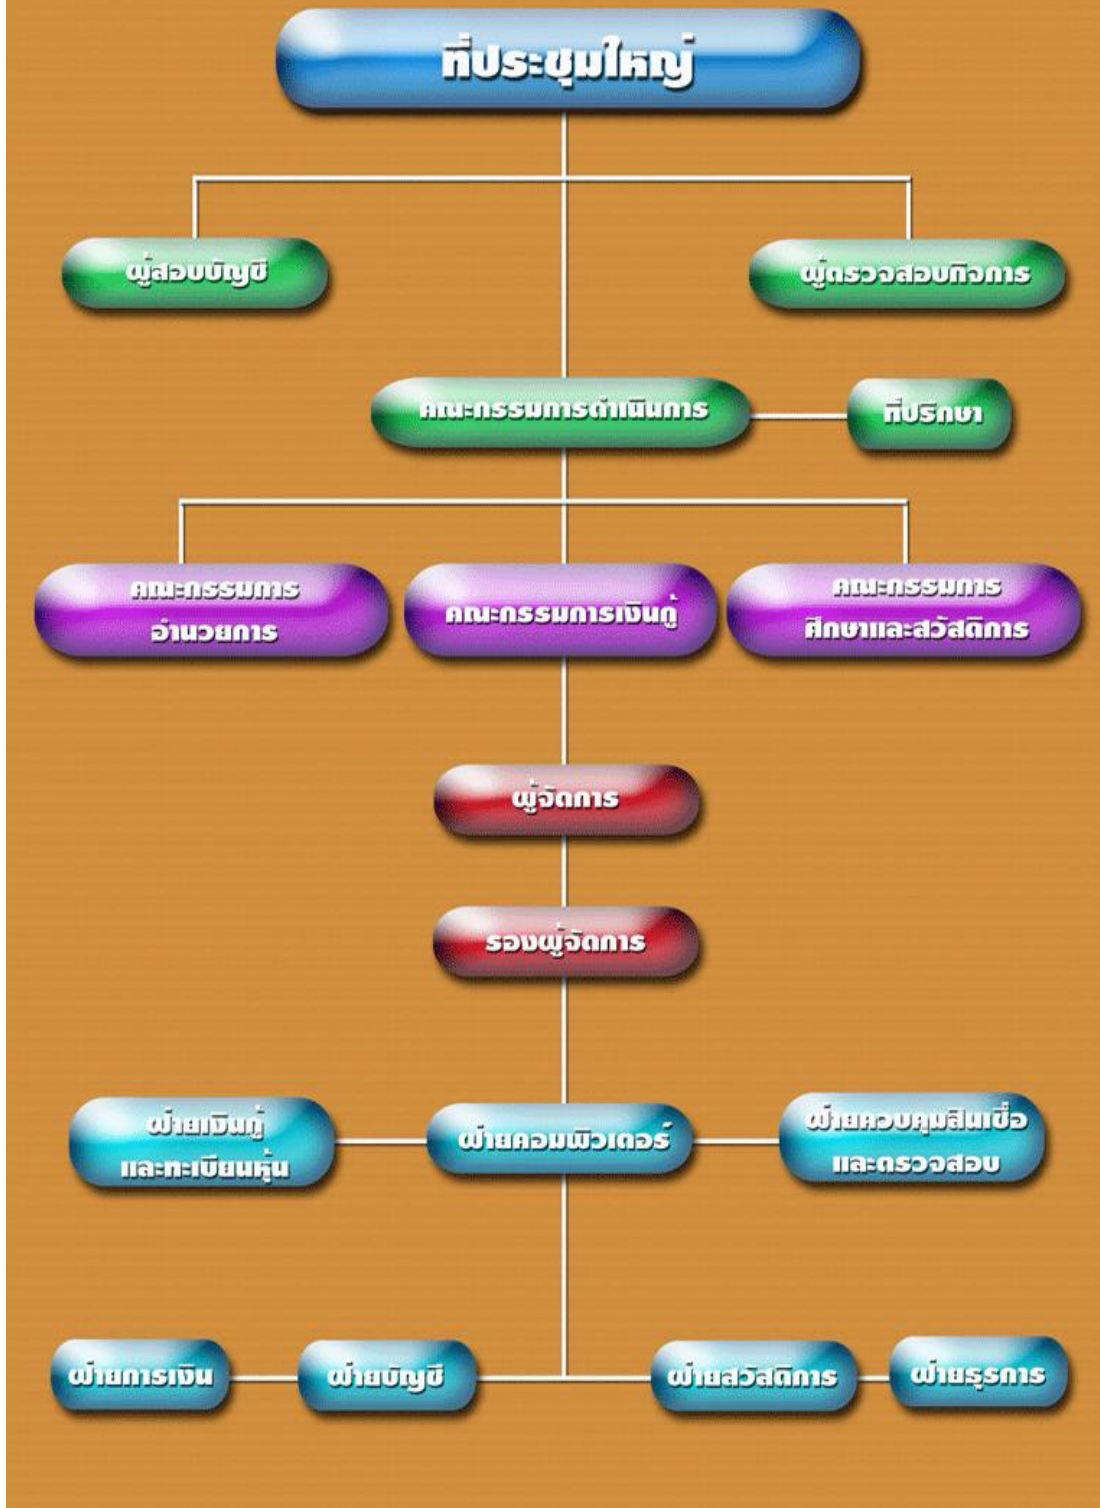 ที่ประชุมใหญ่
ผู้สอบบัญชี
ผู้ตรวจสอบกิจการ
คณะกรรมการดำเนินการ
ที่ปรึกษา
คณะกรรมการ
อำนวยการ
คณะกรรมการเงินกู้
คณะกรรมการ
ศึกษาและสวัสดิการ
ผู้จัดการ
รองผู้จัดการ
ฝ่ายเงินกู้
และทะเบียนหุ้น
ฝ่ายคอมพิวเตอร์
ฝ่ายควบคุมสินเชื่อ
และตรวจสอบ
ฝ่ายการเงิน
ฝ่ายบัญชี
ฝ่ายสวัสดิการ
ฝ่ายธุรการ